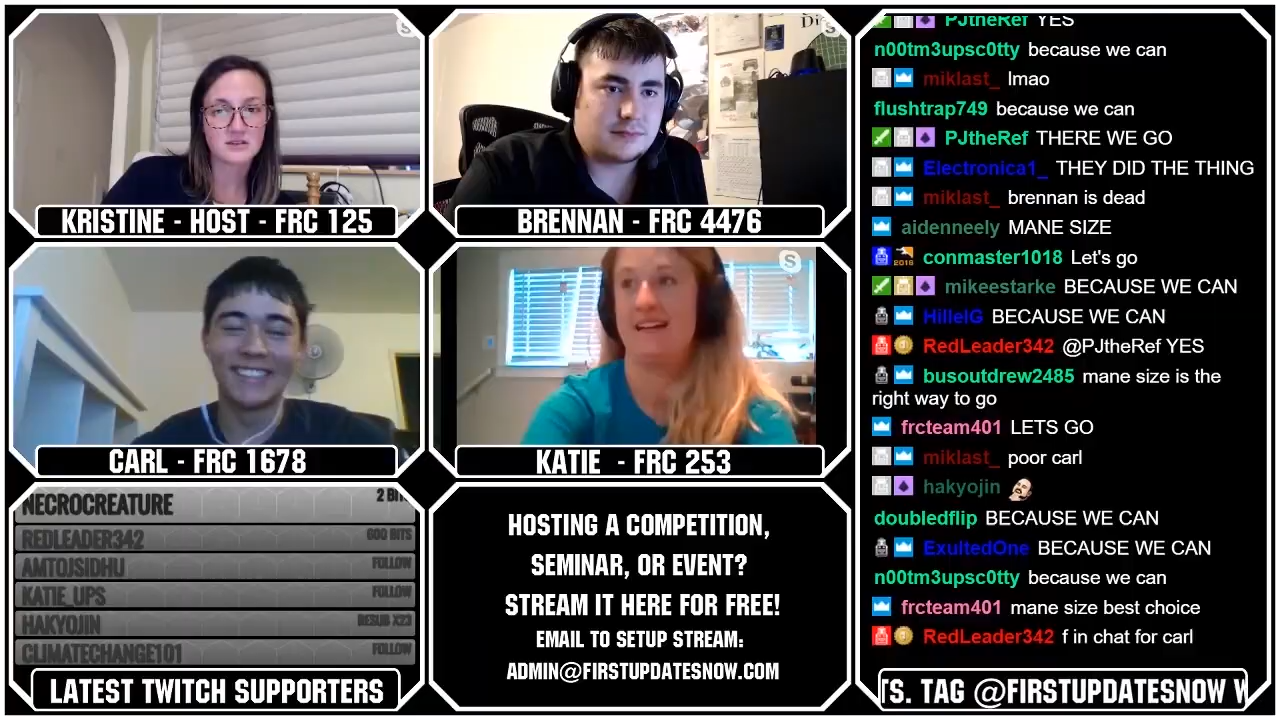 KRISTINE - HOST - FRC 125
BRENNAN - FRC 4476
CARL - FRC 1678
KATIE - FRC 253
NECROCREATURE 2 BITS
REDLEADER342 600 BITS
AMTOJSIDHU FOLLOW
KATIE_UPS FOLLOW
HAKYOJIN RESUB X23
CLIMATECHANGE101 FOLLOW
LATEST TWITCH SUPPORTERS
HOSTING A COMPETITION,
SEMINAR, OR EVENT?
STREAM IT HERE FOR FREE!
EMAIL TO SETUP STREAM:
ADMIN@FIRSTUPDATESNOW.COM
PJtheRef YES
n00tm3upsc0tty because we can
miklast_ lmao
flushtrap749 because we can
PJtheRef THERE WE GO
Electronica1_ THEY DID THE THING
miklast_ brennan is dead
aidenneely MANE SIZE
conmaster1018 Let's go
mikeestarke BECAUSE WE CAN
HillelG BECAUSE WE CAN
RedLeader342 @PJtheRef YES
busoutdrew2485 mane size is the
right way to go
frcteam401 LETS GO
miklast_ poor carl
hakyojin
doubledflip BECAUSE WE CAN
ExultedOne BECAUSE WE CAN
n00tm3upsc0tty because we can
frcteam401 mane size best choice
RedLeader342 f in chat for carl
TS. TAG @FIRSTUPDATESNOW W